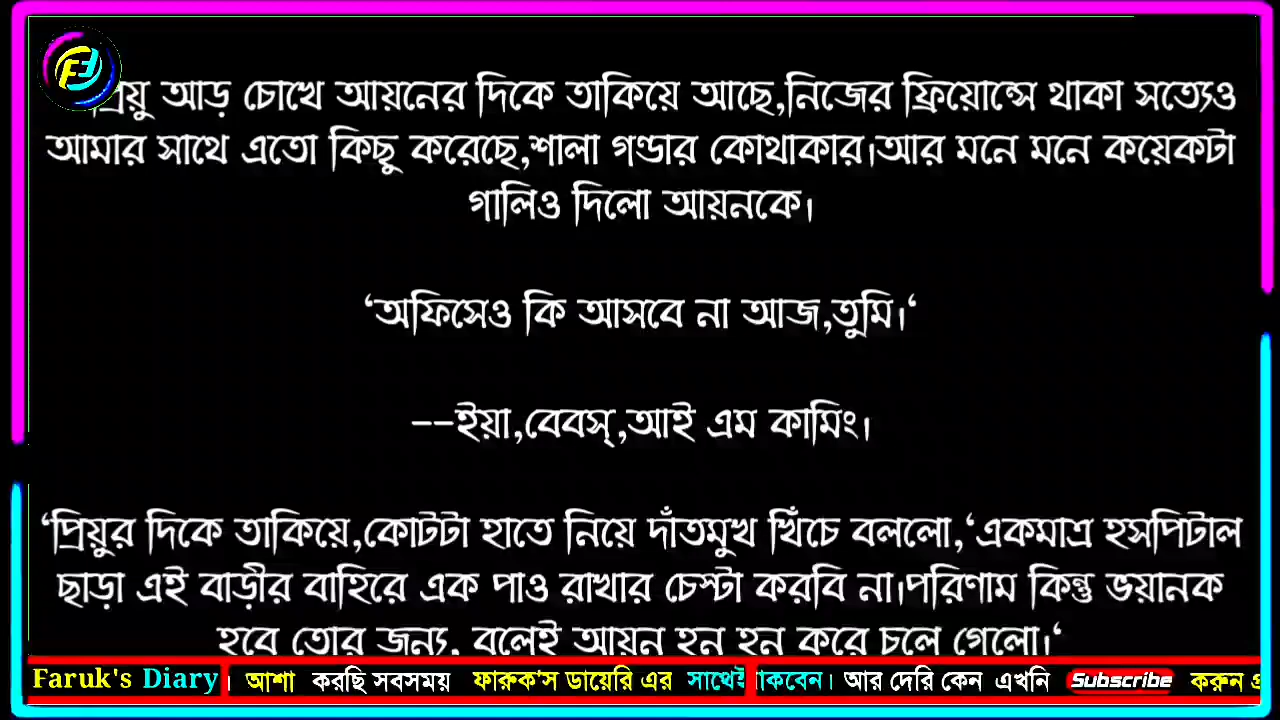 প্রিয়ু আড় চোখে আয়নের দিকে তাকিয়ে আছে,নিজের ফ্রিয়োন্সে থাকা সত্যেও
আমার সাথে এতো কিছু করেছে,শালা গণ্ডার কোথাকার।আর মনে মনে কয়েকটা
গালিও দিলো আয়নকে।
‘অফিসেও কি আসবে না আজ,তুমি।‘
--ইয়া,বেবস্,আই এম কামিং।
‘প্রিয়ুর দিকে তাকিয়ে,কোটটা হাতে নিয়ে দাঁতমুখ খিঁচে বললো,‘একমাত্র হসপিটাল
ছাড়া এই বাড়ীর বাহিরে এক পাও রাখার চেস্টা করবি না।পরিণাম কিন্তু ভয়ানক
হবে তোর জন্য, বলেই আয়ন হন হন করে চলে গেলো।‘
Faruk's Diary । আশা করছি সবসময় ফারুক'স ডায়েরি এর সাথেই থাকবেন। আর দেরি কেন এখনি Subscribe করুন